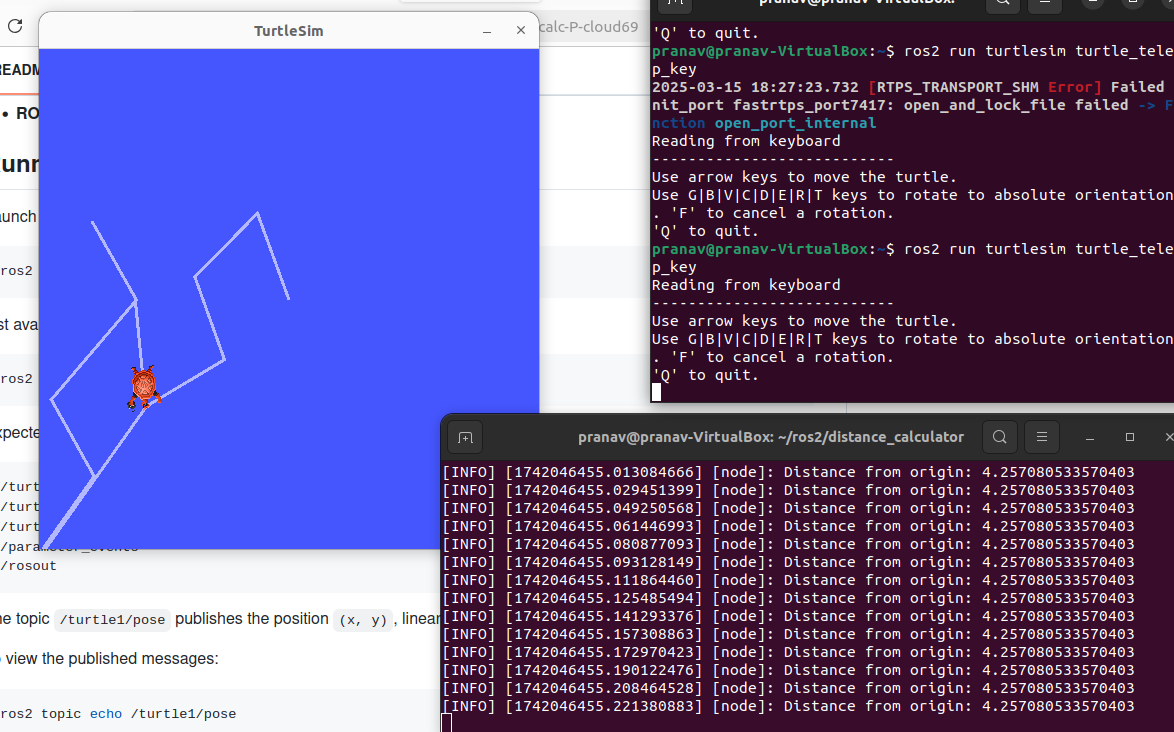 TurtleSim
calc-P-cloud69
READM
• RO
unn
aunch
ros2
st ava
ros2
xpecte
/turt
/turt
/turt
/parameter_events
/rosout
he topic /turtle1/pose publishes the position (x, y) , linear
o view the published messages:
ros2 topic echo /turtle1/pose
pranav@pranav-VirtualBox:
'Q' to quit.
pranav@pranav-VirtualBox:~$ ros2 run turtlesim turtle_tele
p_key
2025-03-15 18:27:23.732 [RTPS_TRANSPORT_SHM Error] Failed
nit_port fastrtps_port7417: open_and_lock_file failed -> F
nction open_port_internal
Reading from keyboard
---------------------------
Use arrow keys to move the turtle.
Use G|B|V|C|D|E|R|T keys to rotate to absolute orientation
. 'F' to cancel a rotation.
'Q' to quit.
pranav@pranav-VirtualBox:~$ ros2 run turtlesim turtle_tele
p_key
Reading from keyboard
---------------------------
Use arrow keys to move the turtle.
Use G|B|V|C|D|E|R|T keys to rotate to absolute orientation
. 'F' to cancel a rotation.
'Q' to quit.
pranav@pranav-VirtualBox: ~/ros2/distance_calculator
[INFO] [1742046455.013084666] [node]: Distance from origin: 4.257080533570403
[INFO] [1742046455.029451399] [node]: Distance from origin: 4.257080533570403
[INFO] [1742046455.049250568] [node]: Distance from origin: 4.257080533570403
[INFO] [1742046455.061446993] [node]: Distance from origin: 4.257080533570403
[INFO] [1742046455.080877093] [node]: Distance from origin: 4.257080533570403
[INFO] [1742046455.093128149] [node]: Distance from origin: 4.257080533570403
[INFO] [1742046455.111864460] [node]: Distance from origin: 4.257080533570403
[INFO] [1742046455.125485494] [node]: Distance from origin: 4.257080533570403
[INFO] [1742046455.141293376] [node]: Distance from origin: 4.257080533570403
[INFO] [1742046455.157308863] [node]: Distance from origin: 4.257080533570403
[INFO] [1742046455.172970423] [node]: Distance from origin: 4.257080533570403
[INFO] [1742046455.190122476] [node]: Distance from origin: 4.257080533570403
[INFO] [1742046455.208464528] [node]: Distance from origin: 4.257080533570403
[INFO] [1742046455.221380883] [node]: Distance from origin: 4.257080533570403